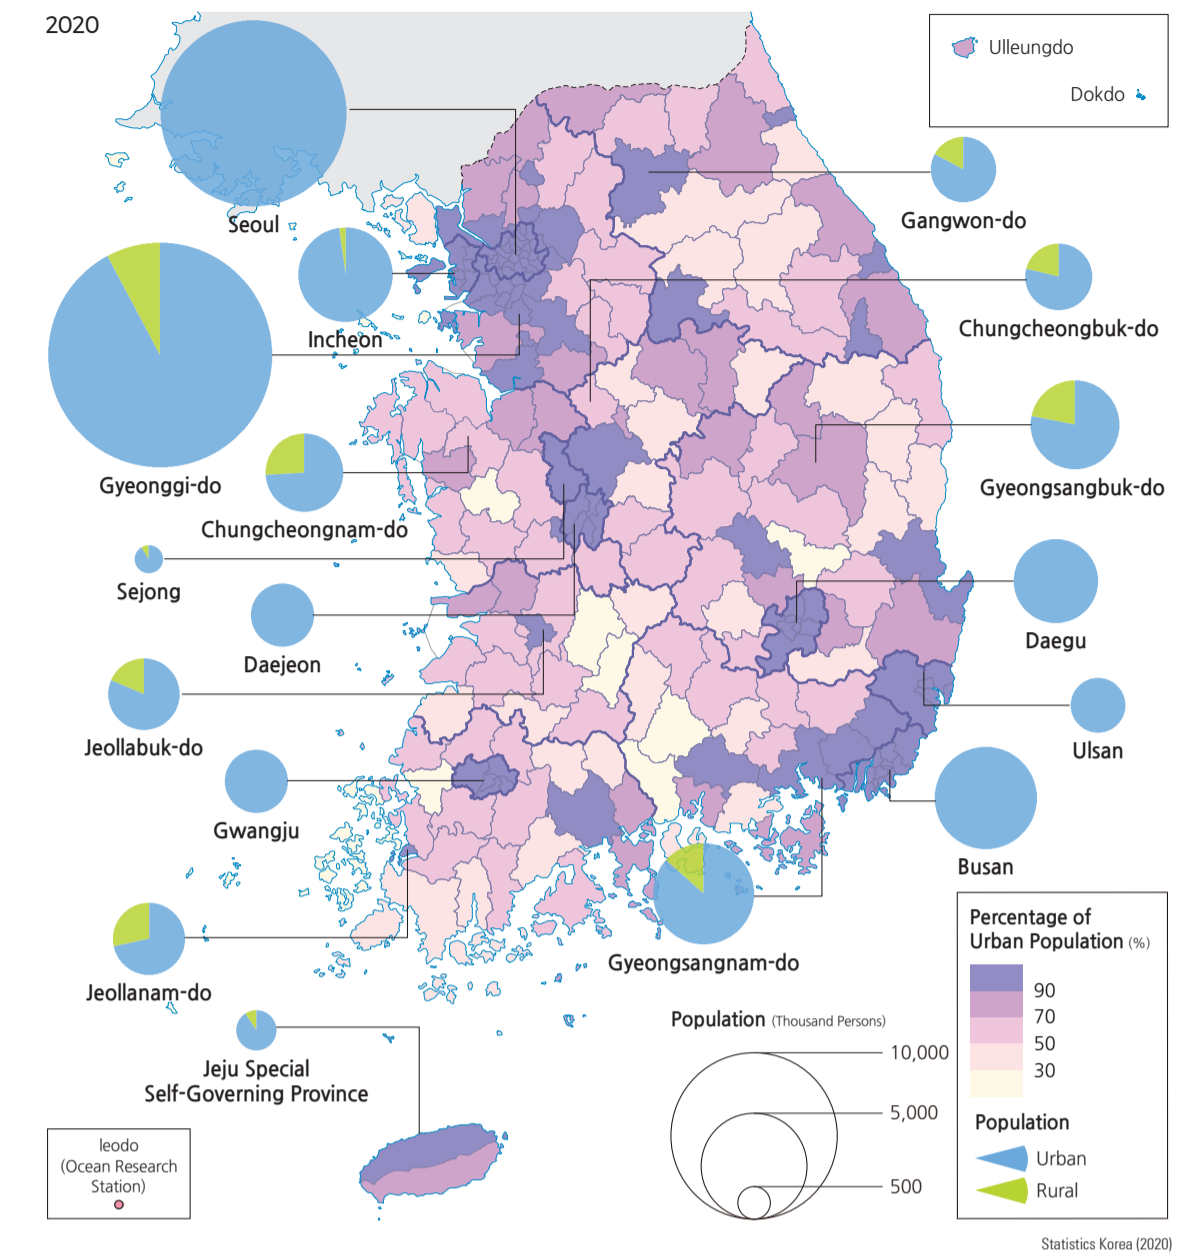 2020
Ulleungdo
Dokdo
Seoul
Gangwon-do
Incheon
Chungcheongbuk-do
Gyeonggi-do
Chungcheongnam-do
Gyeongsangbuk-do
Sejong
Daejeon
Daegu
Jeollabuk-do
Ulsan
Gwangju
Busan
Jeollanam-do
Gyeongsangnam-do
Jeju Special
Self-Governing Province
Ieodo
(Ocean Research
Station)
Population (Thousand Persons)
10,000
5,000
500
Percentage of
Urban Population (%)
90
70
50
30
Population
Urban
Rural
Statistics Korea (2020)